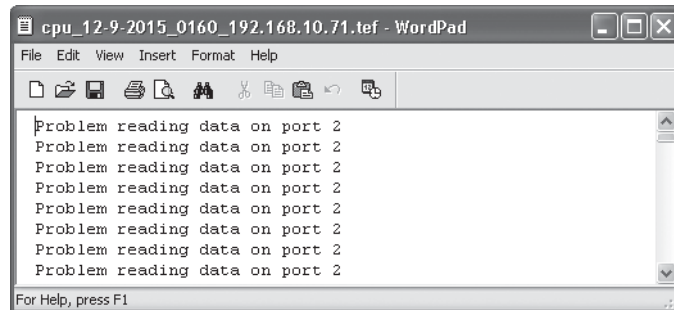 cpu_12-9-2015_0160_192.168.10.71.tef - WordPad
File Edit View Insert Format Help
Problem reading data on port 2
Problem reading data on port 2
Problem reading data on port 2
Problem reading data on port 2
Problem reading data on port 2
Problem reading data on port 2
Problem reading data on port 2
Problem reading data on port 2
For Help, press F1